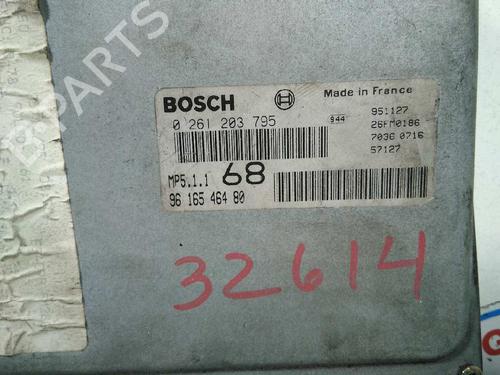 BOSCH
Made in France
0 261 203 795
944
951127
26FM0186
7036 0716
57127
MP5.1.1 68
96 165 464 80
32614
B-PARTS